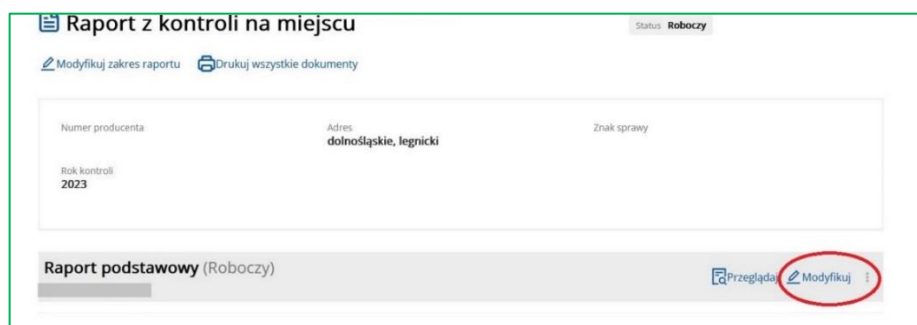 Raport z kontroli na miejscu
Status Roboczy
Modyfikuj zakres raportu Drukuj wszystkie dokumenty
Numer producenta Adres Znak sprawy
dolnośląskie, legnicki
Rok kontroli
2023
Raport podstawowy (Roboczy)
Przeglądaj Modyfikuj